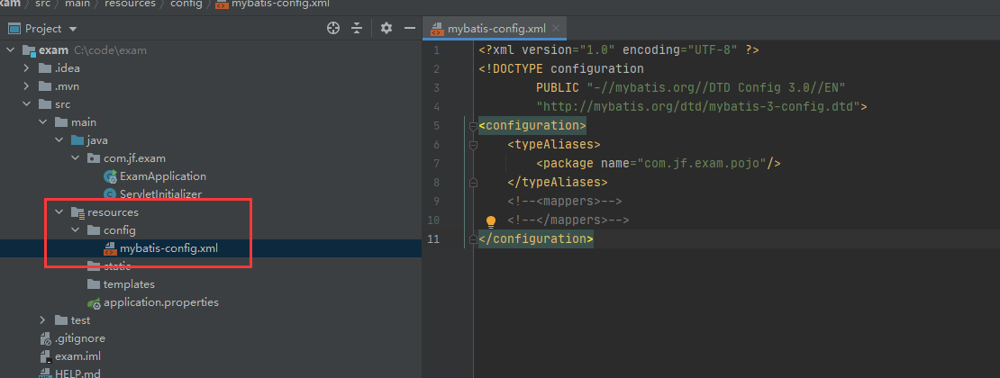 exam src main resources config mybatis-config.xml
Project
mybatis-config.xml
exam C:\code\exam
.idea
.mvn
src
main
java
com.jf.exam
ExamApplication
ServletInitializer
resources
config
mybatis-config.xml
static
templates
application.properties
test
.gitignore
exam.iml
HELP.md
1 <?xml version="1.0" encoding="UTF-8" ?>
2 <!DOCTYPE configuration
3 PUBLIC "-//mybatis.org//DTD Config 3.0//EN"
4 "http://mybatis.org/dtd/mybatis-3-config.dtd">
5 <configuration>
6 <typeAliases>
7 <package name="com.jf.exam.pojo"/>
8 </typeAliases>
9 <!--<mappers>-->
10 <!--</mappers>-->
11 </configuration>